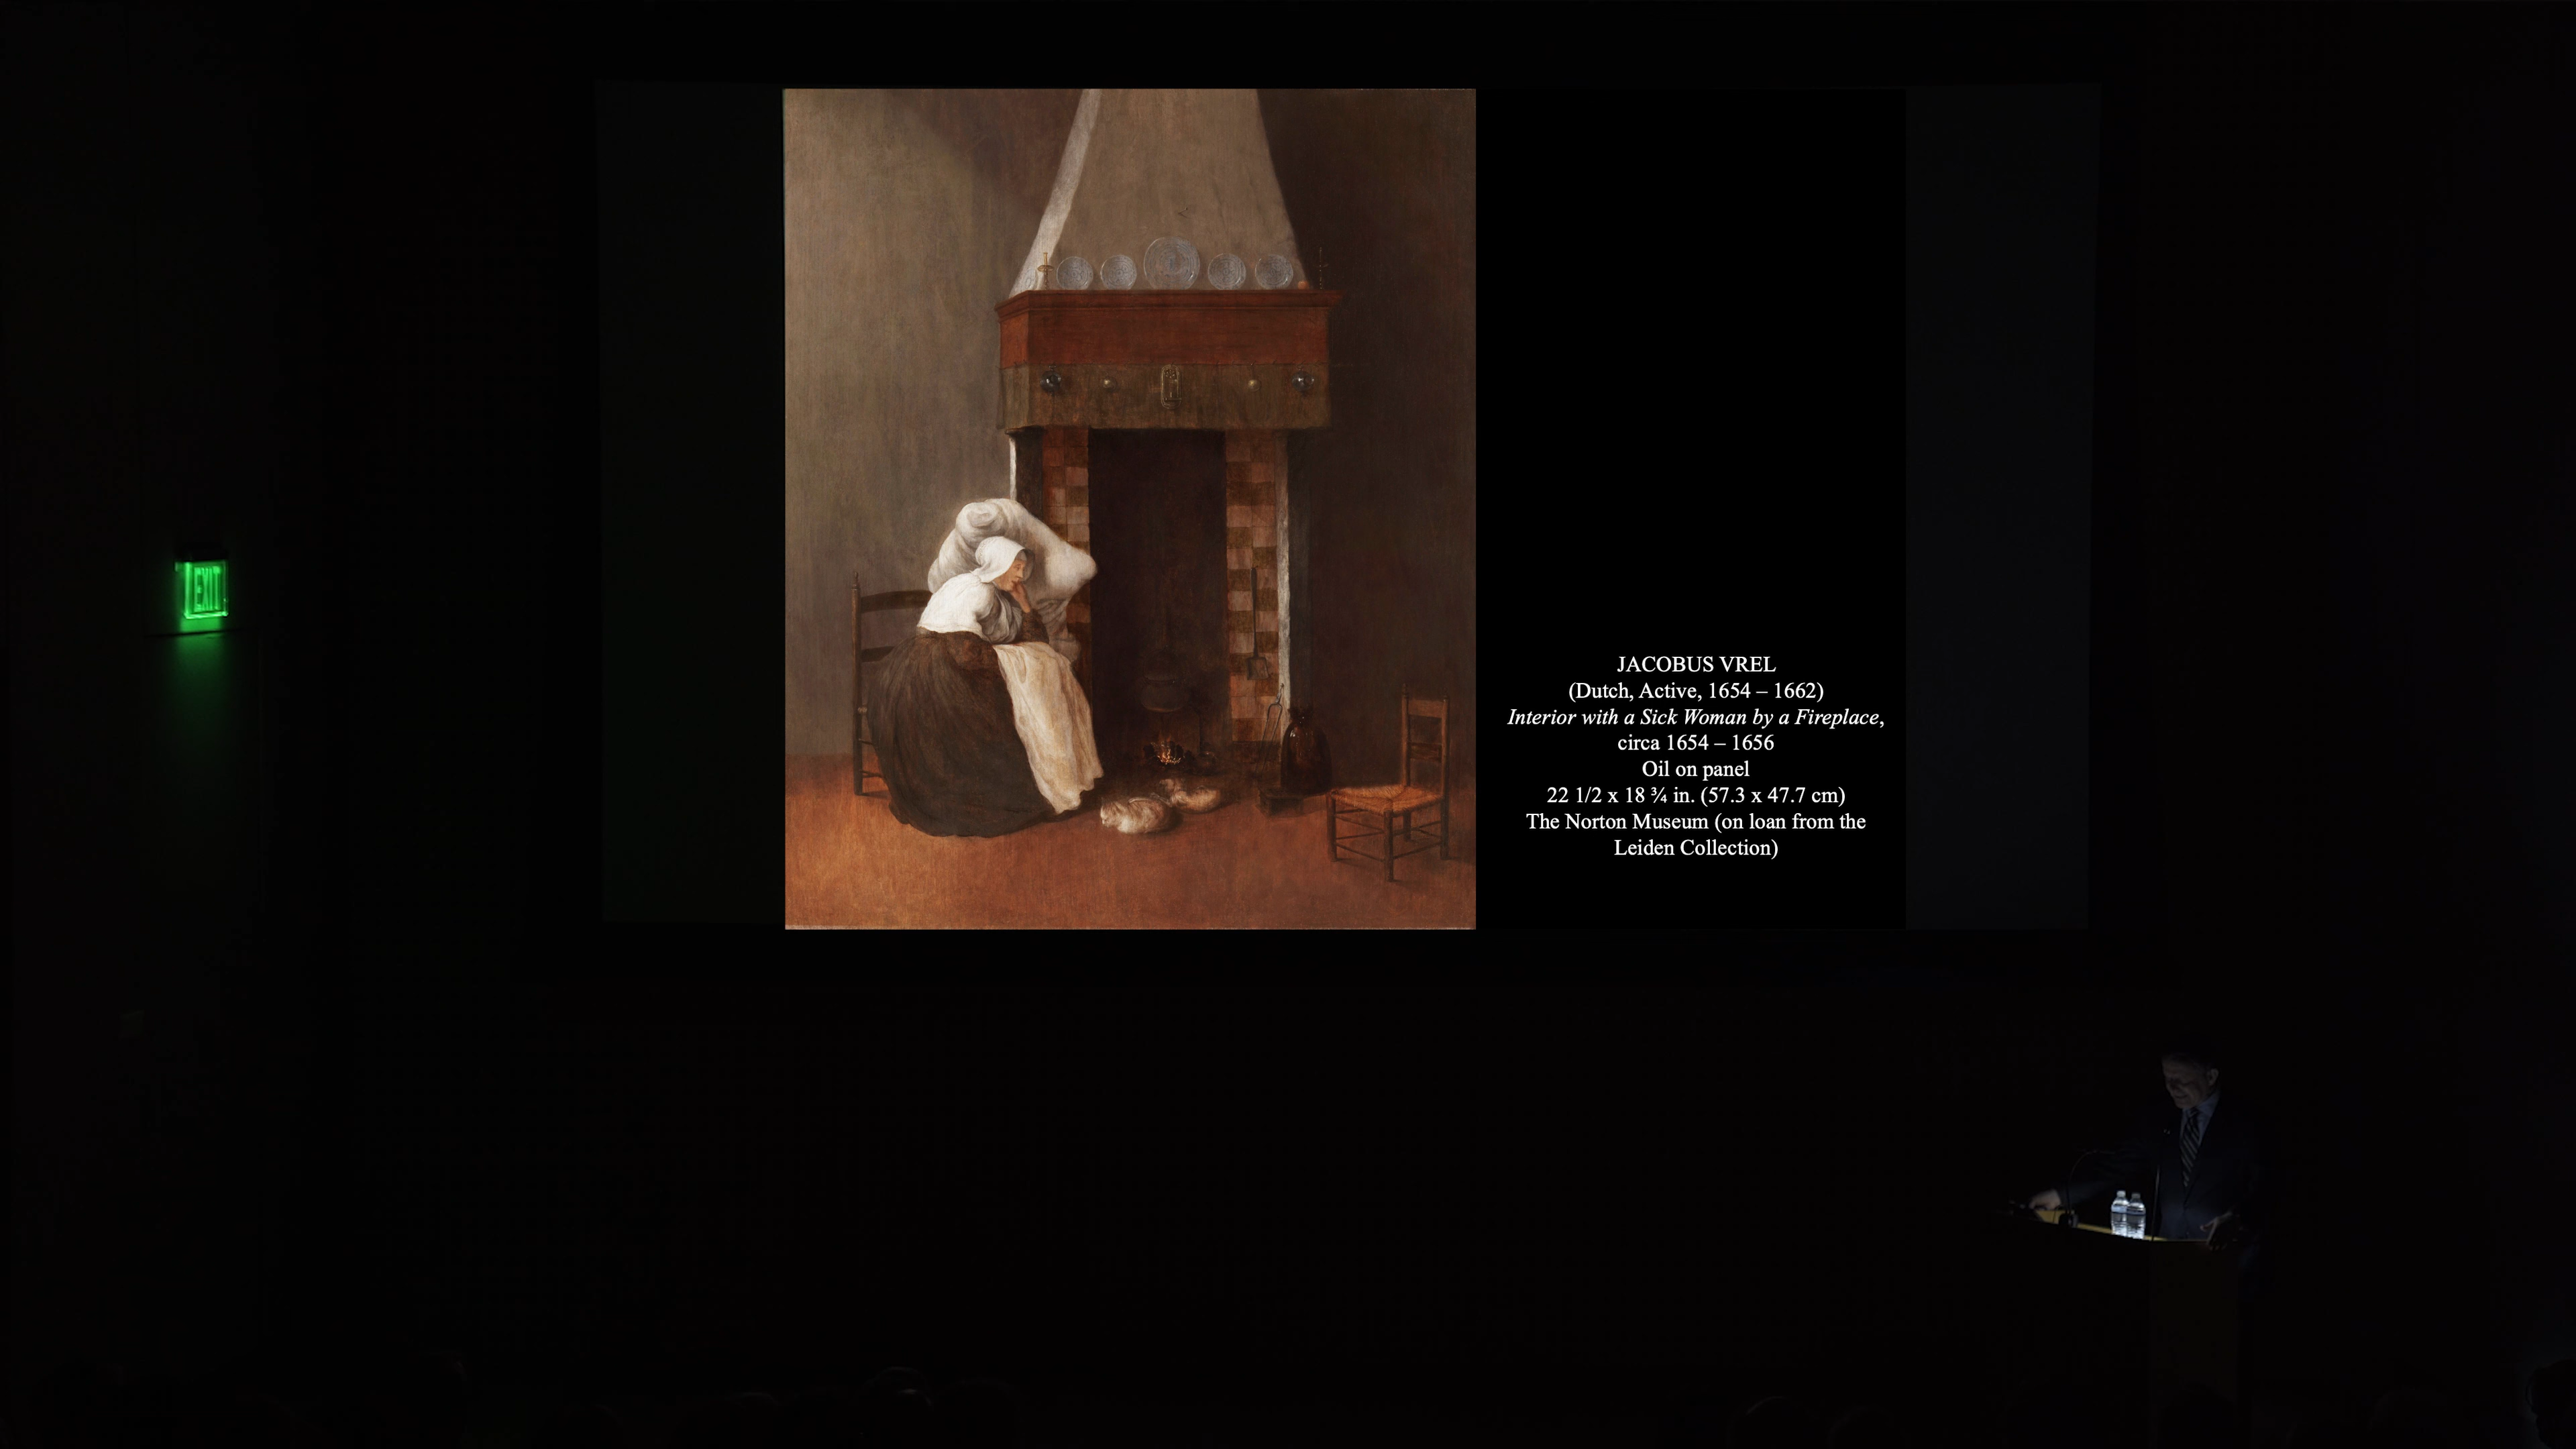 EXIT
JACOBUS VREL
(Dutch, Active, 1654 – 1662)
Interior with a Sick Woman by a Fireplace,
circa 1654 – 1656
Oil on panel
22 1/2 x 18 ¾ in. (57.3 x 47.7 cm)
The Norton Museum (on loan from the
Leiden Collection)